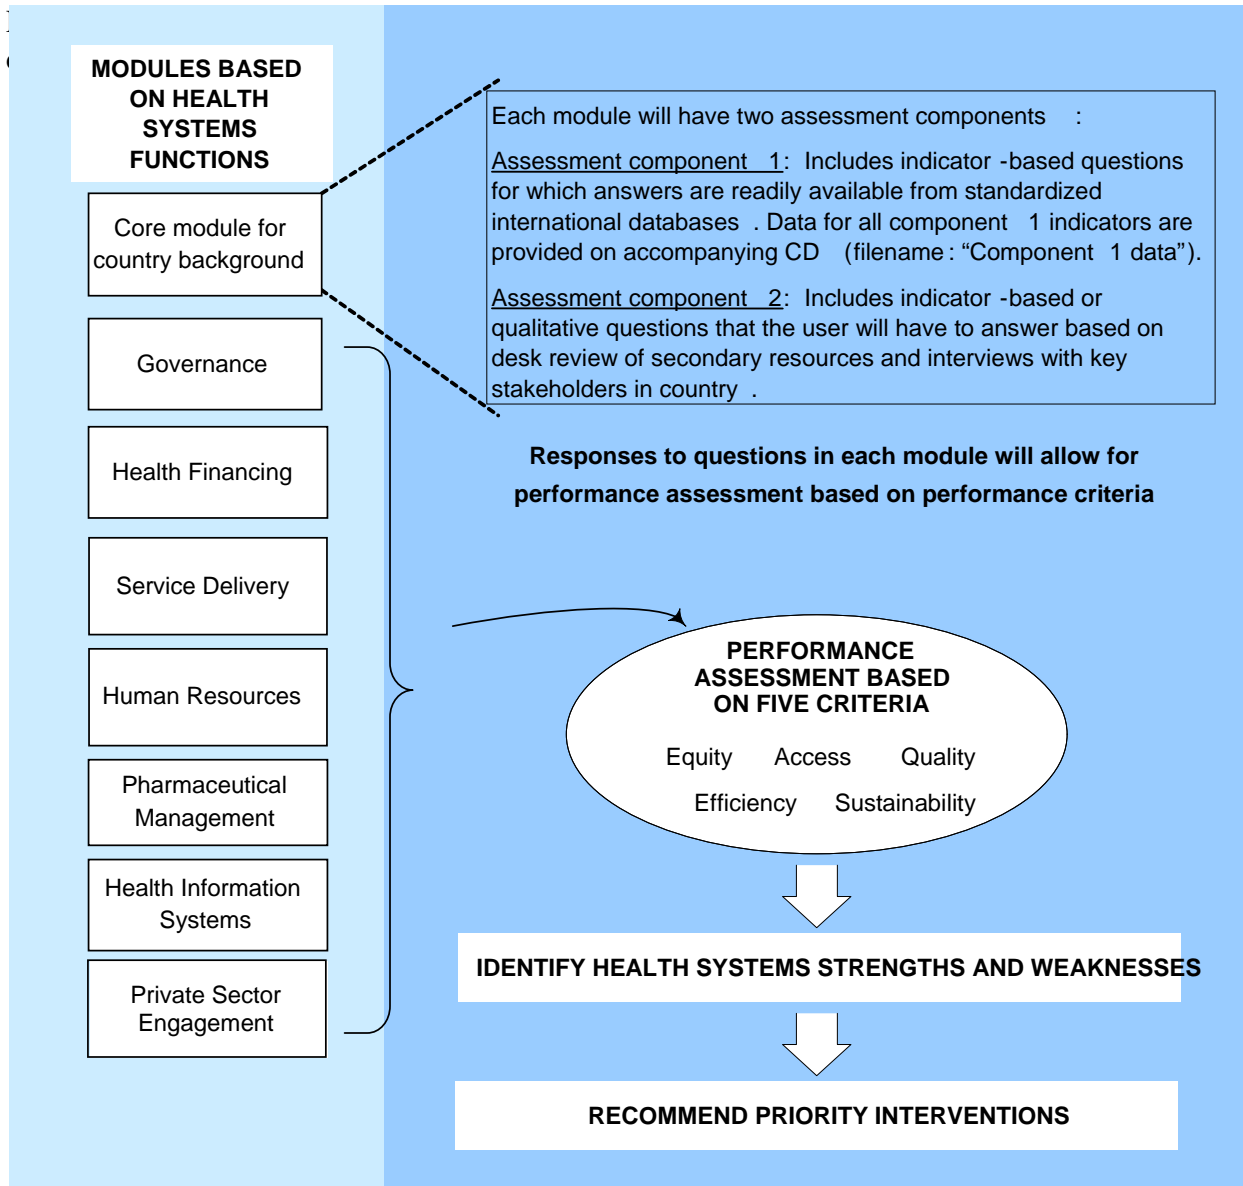 MODULES BASED
ON HEALTH
SYSTEMS
FUNCTIONS
Core module for
country background
Governance
Health Financing
Service Delivery
Human Resources
Pharmaceutical
Management
Health Information
Systems
Private Sector
Engagement
Each module will have two assessment components :
Assessment component 1: Includes indicator -based questions
for which answers are readily available from standardized
international databases . Data for all component 1 indicators are
provided on accompanying CD (filename : “Component 1 data”).
Assessment component 2: Includes indicator -based or
qualitative questions that the user will have to answer based on
desk review of secondary resources and interviews with key
stakeholders in country .
Responses to questions in each module will allow for
performance assessment based on performance criteria
PERFORMANCE
ASSESSMENT BASED
ON FIVE CRITERIA
Equity Access Quality
Efficiency Sustainability
IDENTIFY HEALTH SYSTEMS STRENGTHS AND WEAKNESSES
RECOMMEND PRIORITY INTERVENTIONS